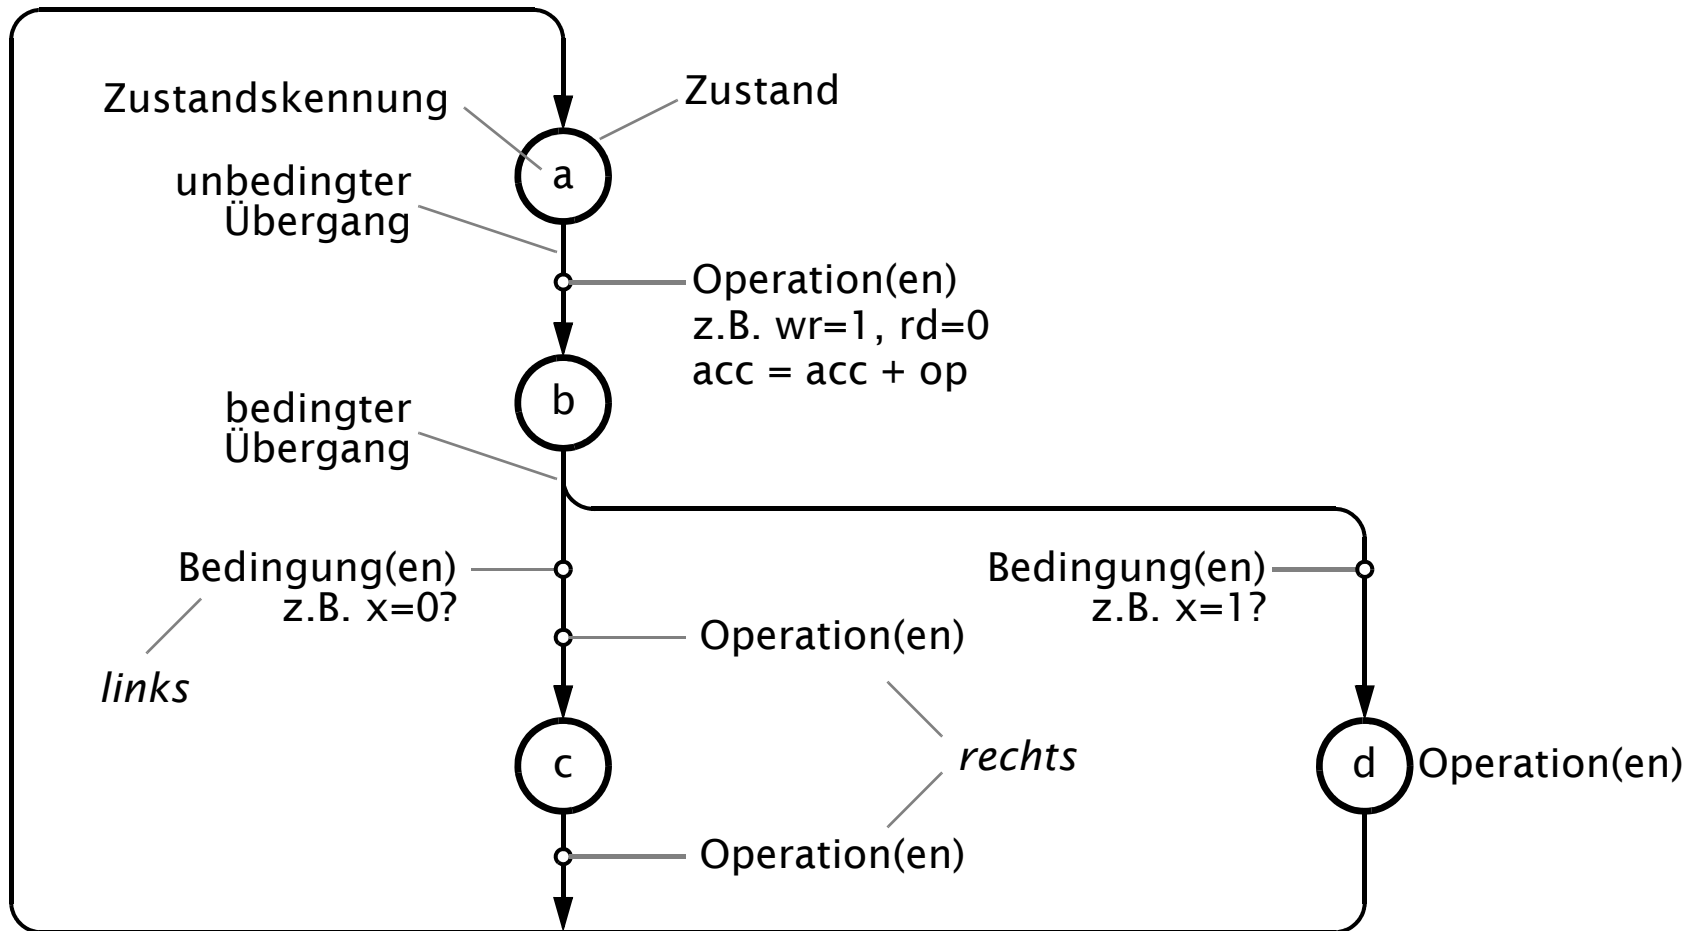 Zustandskennung
Zustand
a
unbedingter
Übergang
Operation(en)
z.B. wr=1, rd=0
acc = acc + op
b
bedingter
Übergang
Bedingung(en)
z.B. x=0?
Bedingung(en)
z.B. x=1?
Operation(en)
links
rechts
c
d
Operation(en)
Operation(en)